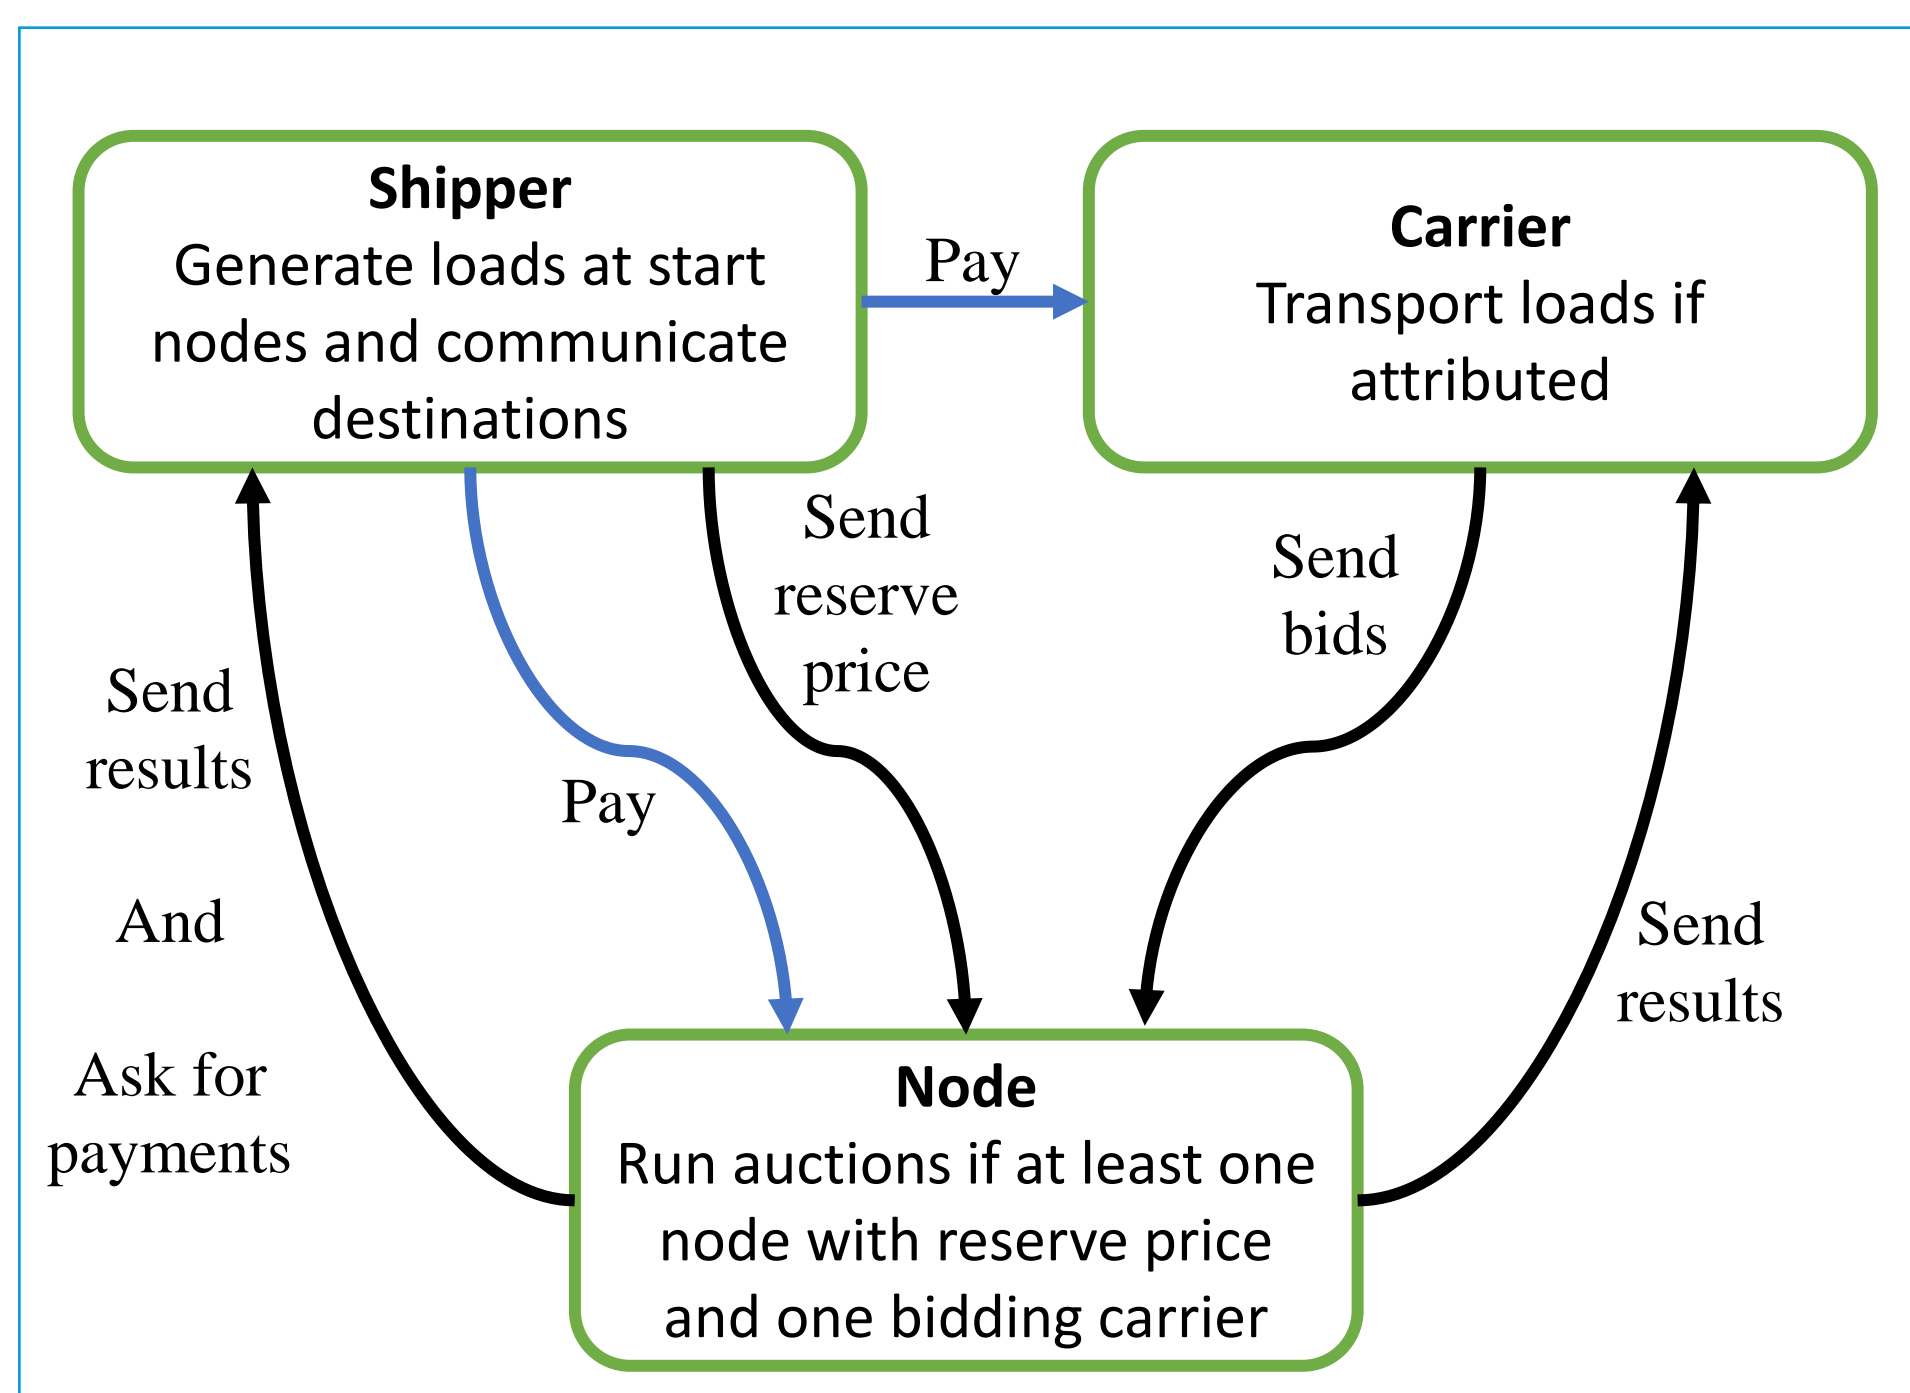 Shipper
Generate loads at start
nodes and communicate
destinations
Pay
Carrier
Transport loads if
attributed
Send
reserve
price
Send
bids
Send
results
And
Ask for
payments
Pay
Send
results
Node
Run auctions if at least one
node with reserve price
and one bidding carrier